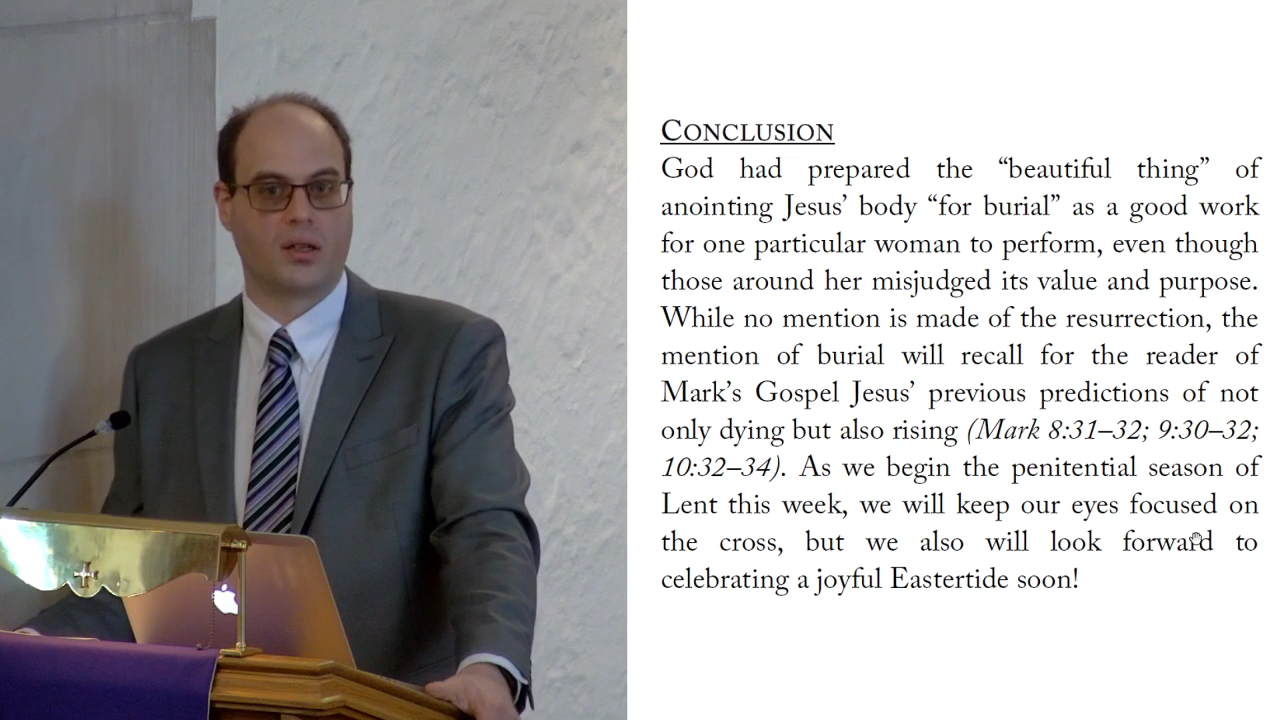 CONCLUSION
God had prepared the “beautiful thing” of
anointing Jesus’ body “for burial” as a good work
for one particular woman to perform, even though
those around her misjudged its value and purpose.
While no mention is made of the resurrection, the
mention of burial will recall for the reader of
Mark’s Gospel Jesus’ previous predictions of not
only dying but also rising (Mark 8:31–32; 9:30–32;
10:32–34). As we begin the penitential season of
Lent this week, we will keep our eyes focused on
the cross, but we also will look forward to
celebrating a joyful Eastertide soon!